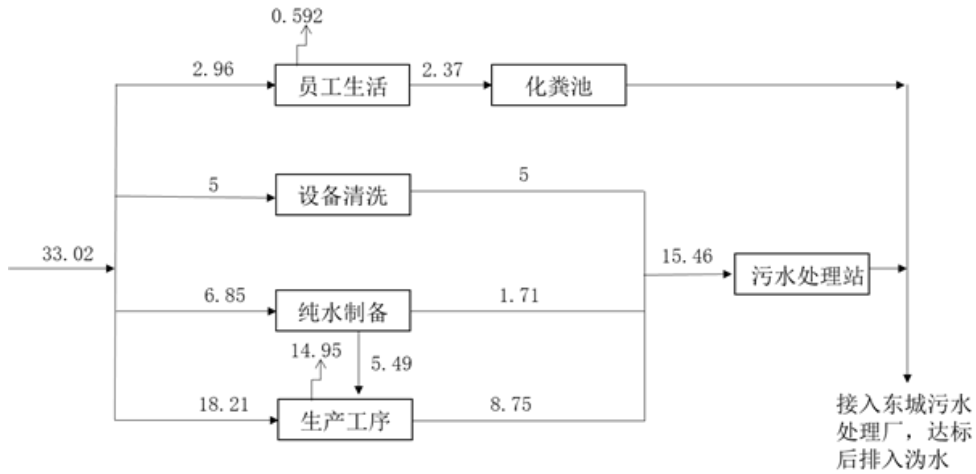 0.592
2.96
员工生活
2.37
化粪池
5
设备清洗
5
33.02
15.46
污水处理站
6.85
纯水制备
1.71
14.95
5.49
18.21
生产工序
8.75
接入东城污水
处理厂，达标
后排入沩水